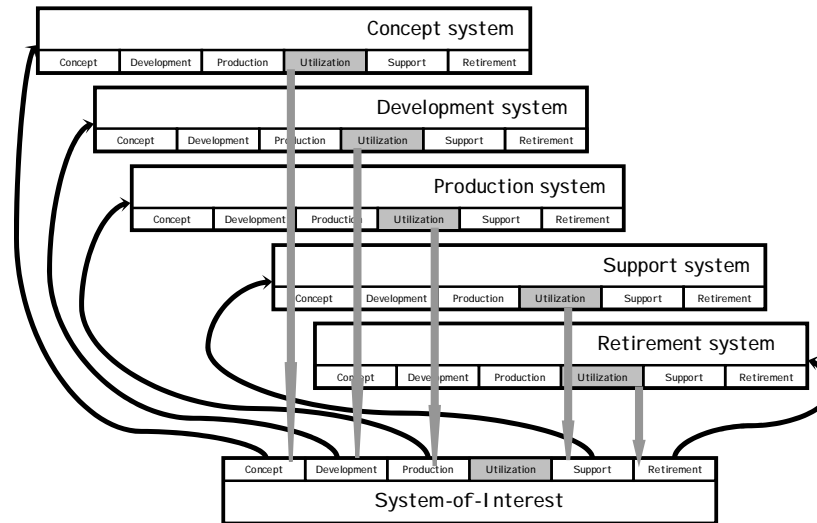 Concept system
Concept Development Production Utilization Support Retirement
Development system
Concept Development Production Utilization Support Retirement
Production system
Concept Development Production Utilization Support Retirement
Support system
Concept Development Production Utilization Support Retirement
Retirement system
Concept Development Production Utilization Support Retirement
Concept Development Production Utilization Support Retirement
System-of-Interest